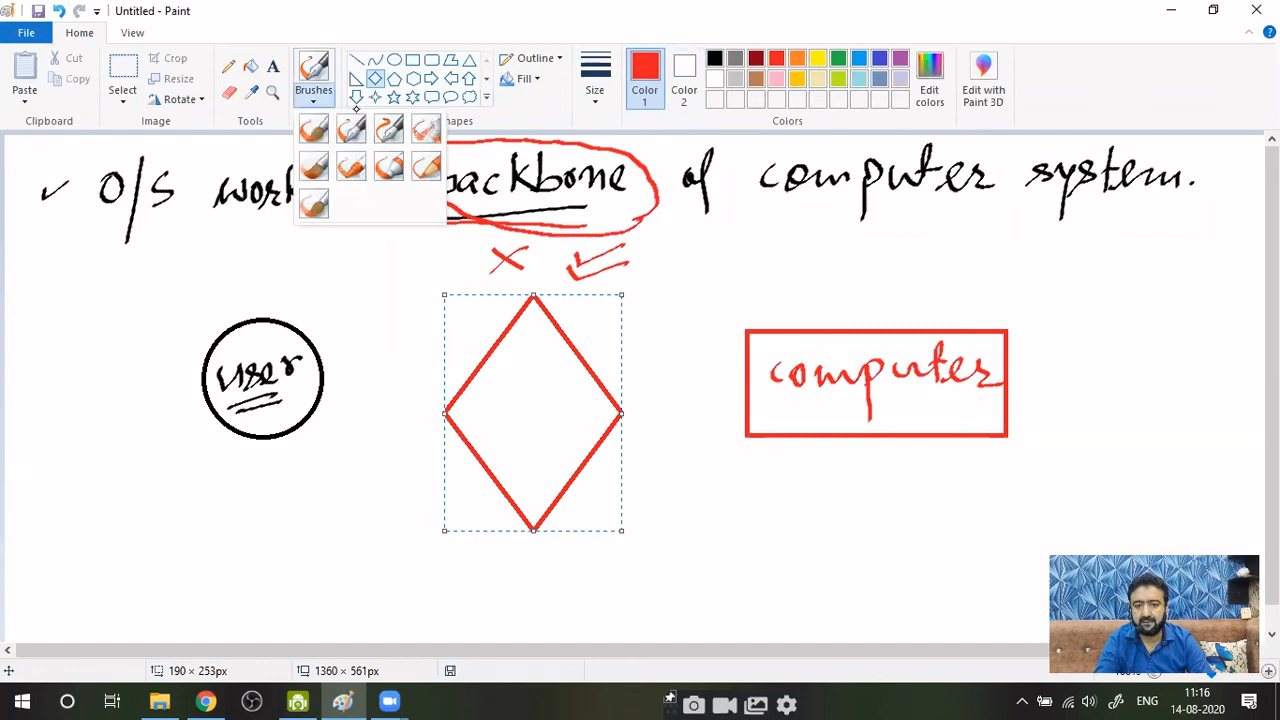 Untitled - Paint
File Home View
Paste Cut Copy Clipboard
Select Crop Resize Rotate Image
Tools
Brushes
Outline Fill
Size
Color 1 Color 2
Edit colors
Edit with Paint 3D
Colors
✓ O/S work backbone of computer system.
× ✓
user
computer
190 × 253px
1360 × 561px
ENG
11:16
14-08-2020